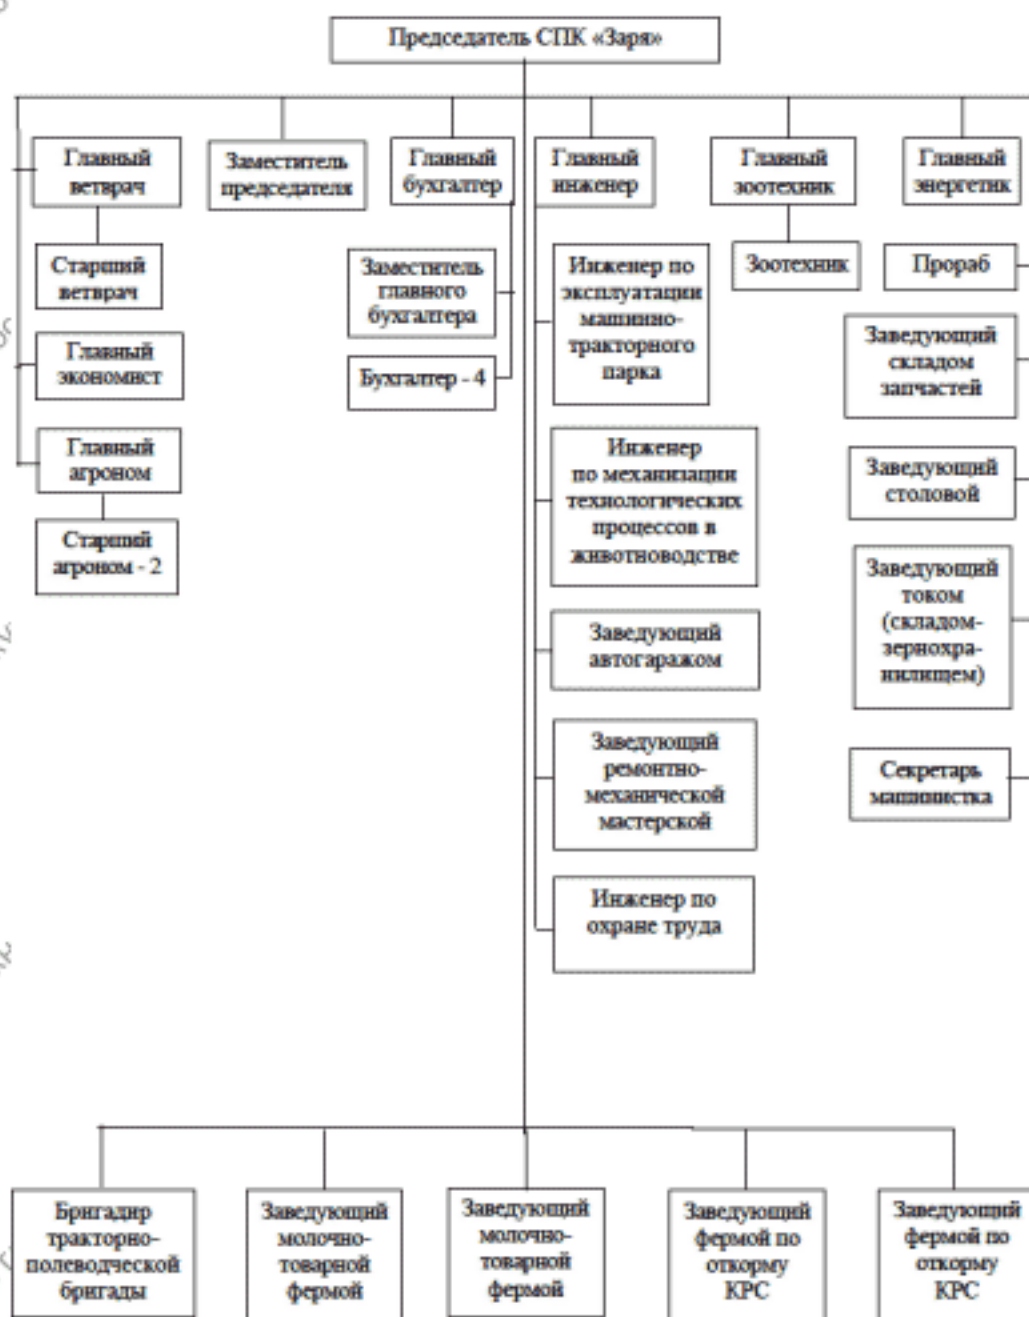 Председатель СПК «Заря»
Главный
ветврач
Заместитель
председателя
Главный
бухгалтер
Главный
инженер
Главный
зоотехник
Главный
энергетик
Старший
ветврач
Главный
экономист
Главный
агроном
Старший
агроном - 2
Заместитель
главного
бухгалтера
Бухгалтер - 4
Инженер по
эксплуатации
машинно-
тракторного
парка
Инженер
по механизации
технологических
процессов в
животноводстве
Заведующий
автогаражом
Заведующий
ремонтно-
механической
мастерской
Инженер по
охране труда
Зоотехник
Прораб
Заведующий
складом
запчастей
Заведующий
столовой
Заведующий
током
(складом-
зернохра-
нилищем)
Секретарь
машинистка
Бригадир
тракторно-
полеводческой
бригады
Заведующий
молочно-
товарной
фермой
Заведующий
молочно-
товарной
фермой
Заведующий
фермой по
откорму
КРС
Заведующий
фермой по
откорму
КРС